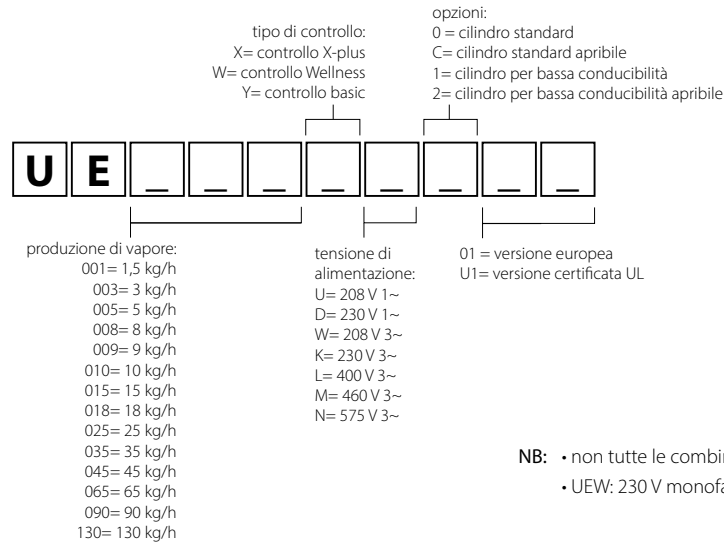 opzioni:
0 = cilindro standard
C= cilindro standard apribile
1= cilindro per bassa conducibilità
2= cilindro per bassa conducibilità apribile
tipo di controllo:
X= controllo X-plus
W= controllo Wellness
Y= controllo basic
U E _ _ _ _ _ _ _ _
produzione di vapore:
001= 1,5 kg/h
003= 3 kg/h
005= 5 kg/h
008= 8 kg/h
009= 9 kg/h
010= 10 kg/h
015= 15 kg/h
018= 18 kg/h
025= 25 kg/h
035= 35 kg/h
045= 45 kg/h
065= 65 kg/h
090= 90 kg/h
130= 130 kg/h
tensione di
alimentazione:
U= 208 V 1~
D= 230 V 1~
W= 208 V 3~
K= 230 V 3~
L= 400 V 3~
M= 460 V 3~
N= 575 V 3~
01 = versione europea
U1= versione certificata UL
NB: • non tutte le
• UEW: 230 V